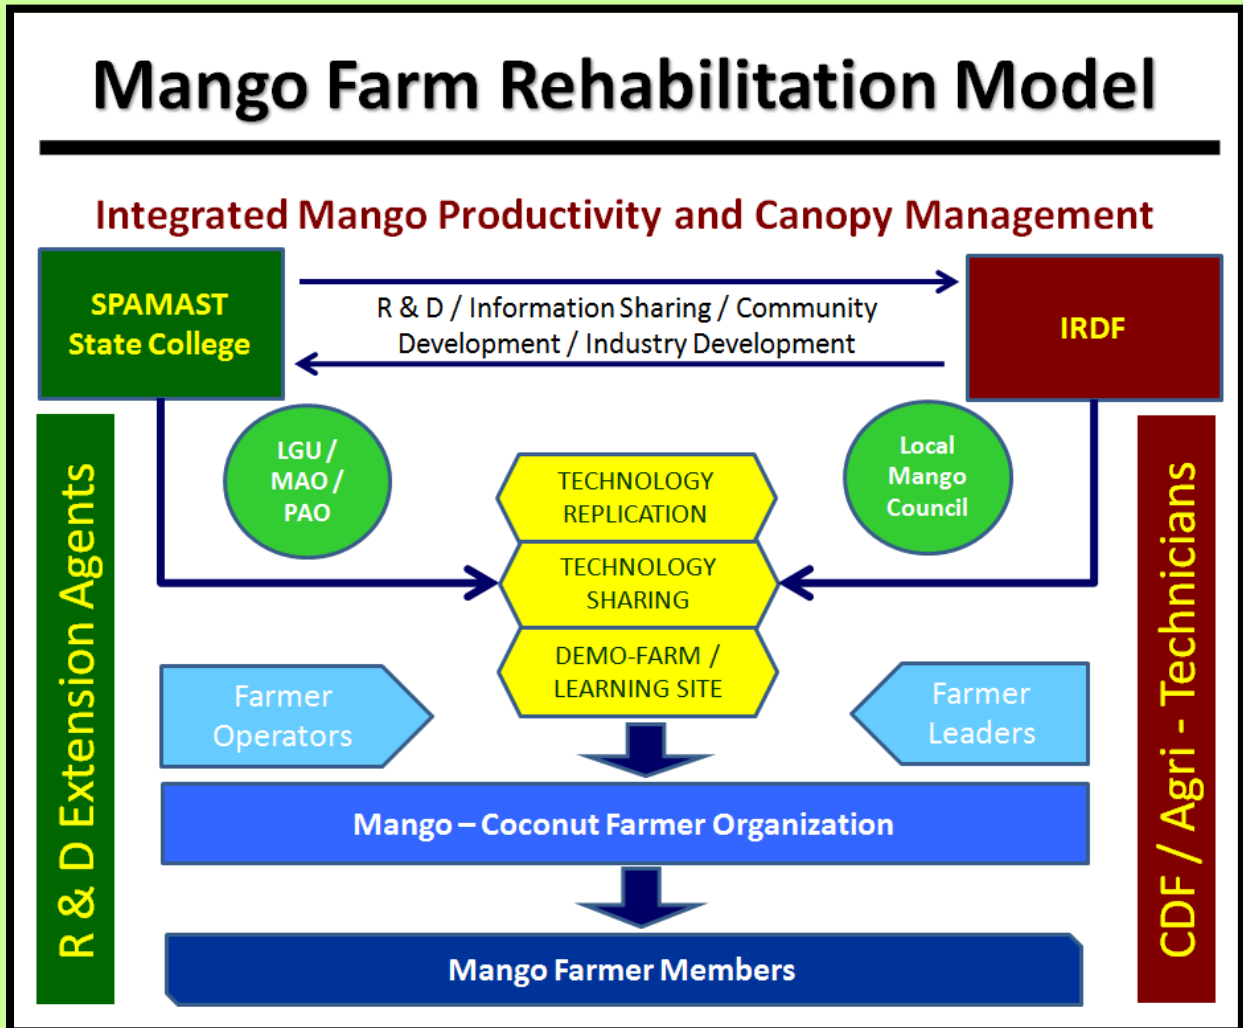 Mango Farm Rehabilitation Model
Integrated Mango Productivity and Canopy Management
SPAMAST
State College
R & D / Information Sharing / Community
Development / Industry Development
IRDF
LGU /
MAO /
PAO
Local
Mango
Council
TECHNOLOGY
REPLICATION
TECHNOLOGY
SHARING
DEMO-FARM /
LEARNING SITE
R & D Extension Agents
CDF / Agri - Technicians
Farmer
Operators
Farmer
Leaders
Mango – Coconut Farmer Organization
Mango Farmer Members